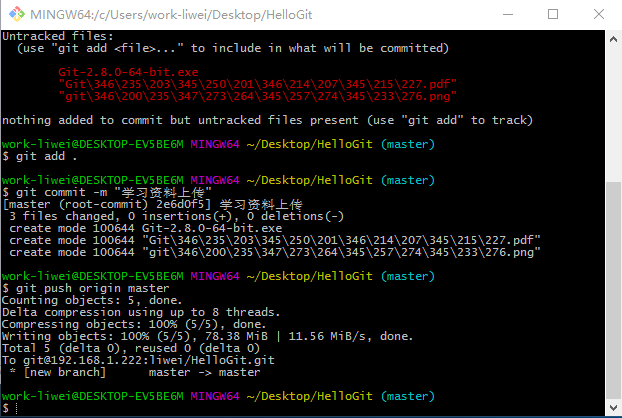 MINGW64:/c/Users/work-liwei/Desktop/HelloGit
Untracked files:
  (use "git add <file>..." to include in what will be committed)
        Git-2.8.0-64-bit.exe
        "Git\346\235\203\345\250\201\346\214\207\345\215\227.pdf"
        "git\346\200\235\347\273\264\345\257\274\345\233\276.png"
nothing added to commit but untracked files present (use "git add" to track)
work-liwei@DESKTOP-EV5BE6M MINGW64 ~/Desktop/HelloGit (master)
$ git add .
work-liwei@DESKTOP-EV5BE6M MINGW64 ~/Desktop/HelloGit (master)
$ git commit -m "学习资料上传"
[master (root-commit) 2e6d0f5] 学习资料上传
 3 files changed, 0 insertions(+), 0 deletions(-)
 create mode 100644 Git-2.8.0-64-bit.exe
 create mode 100644 "Git\346\235\203\345\250\201\346\214\207\345\215\227.pdf"
 create mode 100644 "git\346\200\235\347\273\264\345\257\274\345\233\276.png"
work-liwei@DESKTOP-EV5BE6M MINGW64 ~/Desktop/HelloGit (master)
$ git push origin master
Counting objects: 5, done.
Delta compression using up to 8 threads.
Compressing objects: 100% (5/5), done.
Writing objects: 100% (5/5), 78.38 MiB | 11.56 MiB/s, done.
Total 5 (delta 0), reused 0 (delta 0)
To git@192.168.1.222:liwei/HelloGit.git
 * [new branch]      master -> master
work-liwei@DESKTOP-EV5BE6M MINGW64 ~/Desktop/HelloGit (master)
$